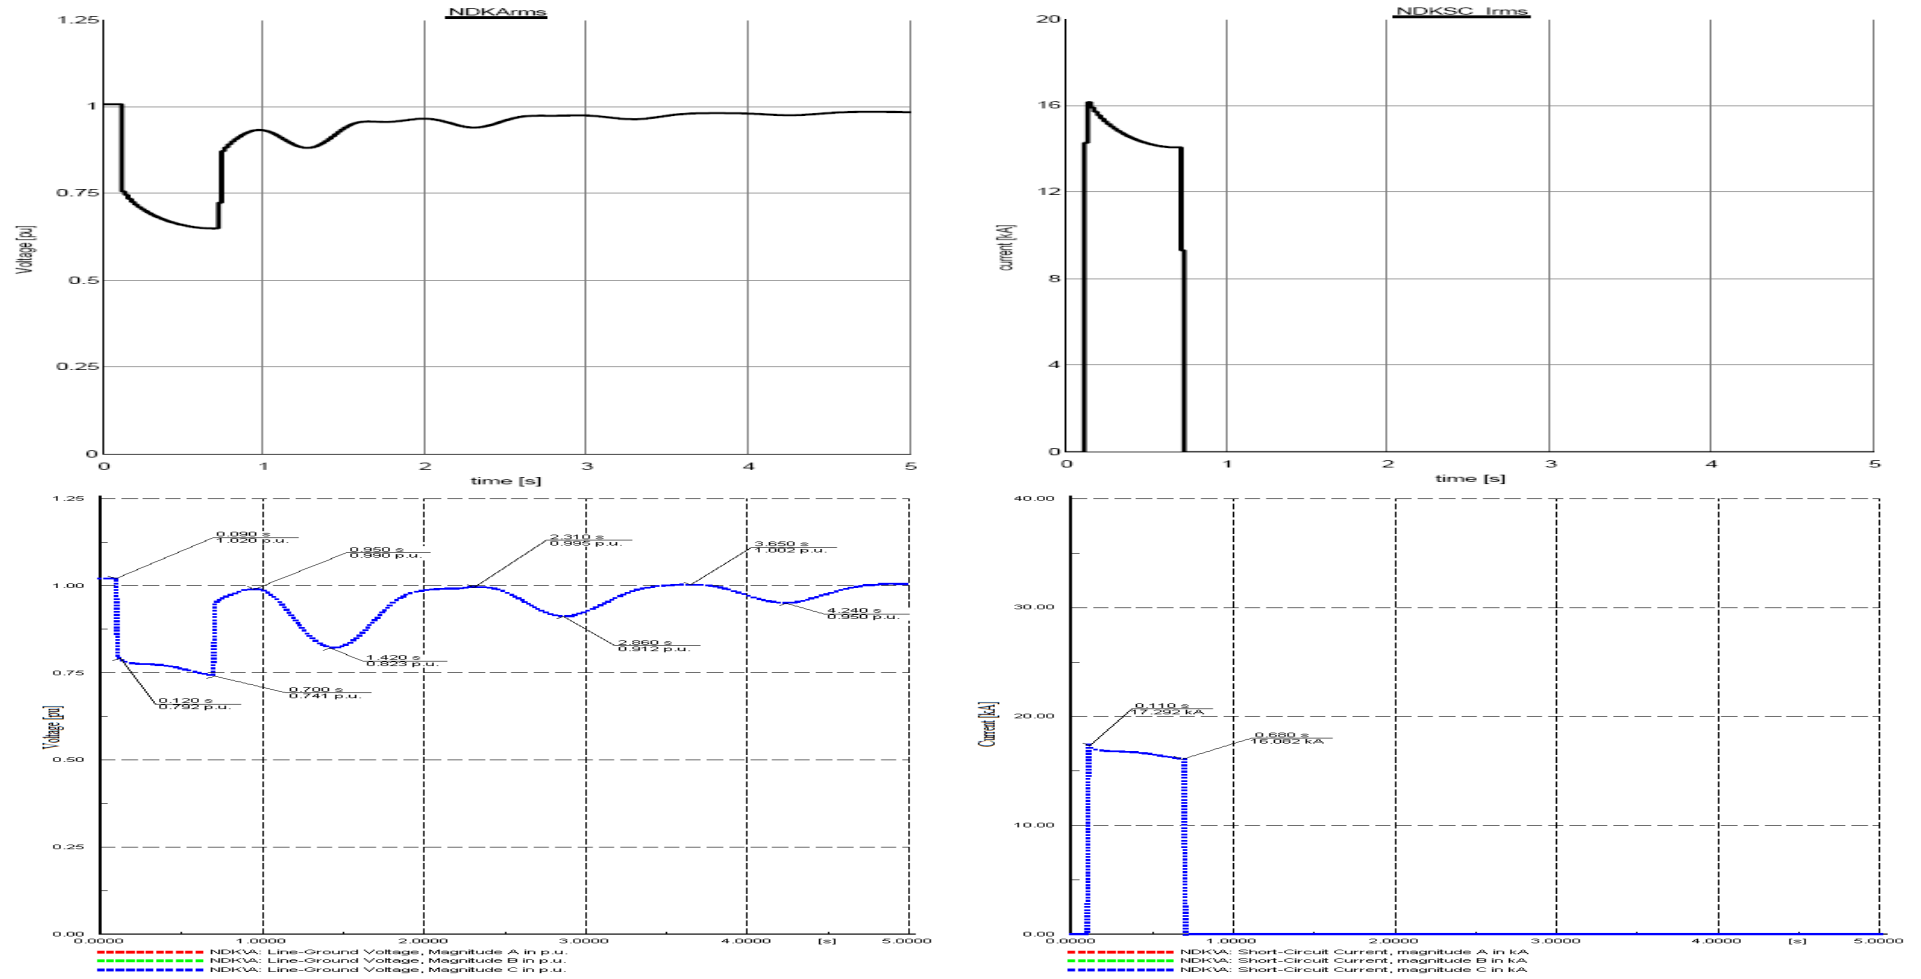 NDKArms
1.25
1
0.75
0.5
0.25
0
Voltage [pu]
0 1 2 3 4 5
time [s]
NDKSC_Irms
20
16
12
8
4
0
current [kA]
0 1 2 3 4 5
time [s]
1.25
1.00
0.75
0.50
0.25
0.00
Voltage [pu]
0.090 s
1.020 p.u.
0.950 s
0.990 p.u.
2.310 s
0.995 p.u.
3.650 s
1.002 p.u.
4.240 s
0.950 p.u.
2.860 s
0.912 p.u.
1.420 s
0.823 p.u.
0.700 s
0.741 p.u.
0.120 s
0.792 p.u.
0.0000 1.0000 2.0000 3.0000 4.0000 [s] 5.0000
NDK\A: Line-Ground Voltage, Magnitude A in p.u.
NDK\A: Line-Ground Voltage, Magnitude B in p.u.
NDK\A: Line-Ground Voltage, Magnitude C in p.u.
40.00
30.00
20.00
10.00
0.00
Current [kA]
0.110 s
17.292 kA
0.680 s
16.062 kA
0.0000 1.0000 2.0000 3.0000 4.0000 [s] 5.0000
NDK\A: Short-Circuit Current, magnitude A in kA
NDK\A: Short-Circuit Current, magnitude B in kA
NDK\A: Short-Circuit Current, magnitude C in kA